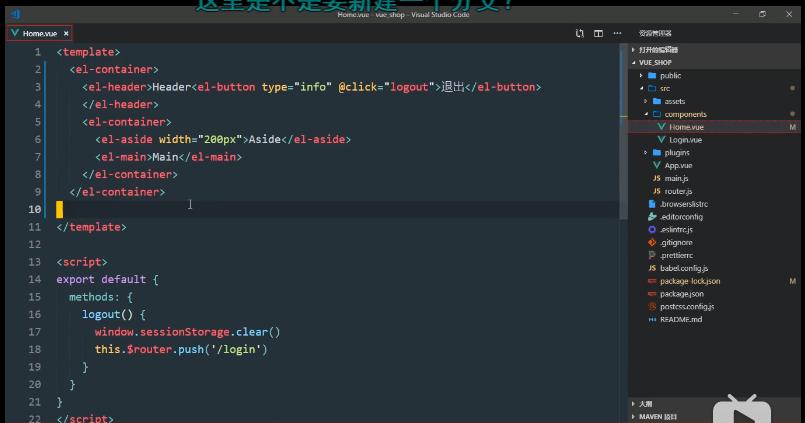 这里是不是要新建一个分支？
Home.vue - vue_shop - Visual Studio Code
Home.vue
1 <template>
2 <el-container>
3 <el-header>Header<el-button type="info" @click="logout">退出</el-button>
4 </el-header>
5 <el-container>
6 <el-aside width="200px">Aside</el-aside>
7 <el-main>Main</el-main>
8 </el-container>
9 </el-container>
10
11 </template>
12
13 <script>
14 export default {
15 methods: {
16 logout() {
17 window.sessionStorage.clear()
18 this.$router.push('/login')
19 }
20 }
21 }
22 </script>
资源管理器
打开的编辑器
VUE_SHOP
public
src
assets
components
Home.vue M
Login.vue
plugins
App.vue
JS main.js
JS router.js
.browserslistrc
.editorconfig
.eslintrc.js
.gitignore
.prettierrc
JS babel.config.js
package-lock.json M
package.json
postcss.config.js
README.md
大纲
MAVEN 项目